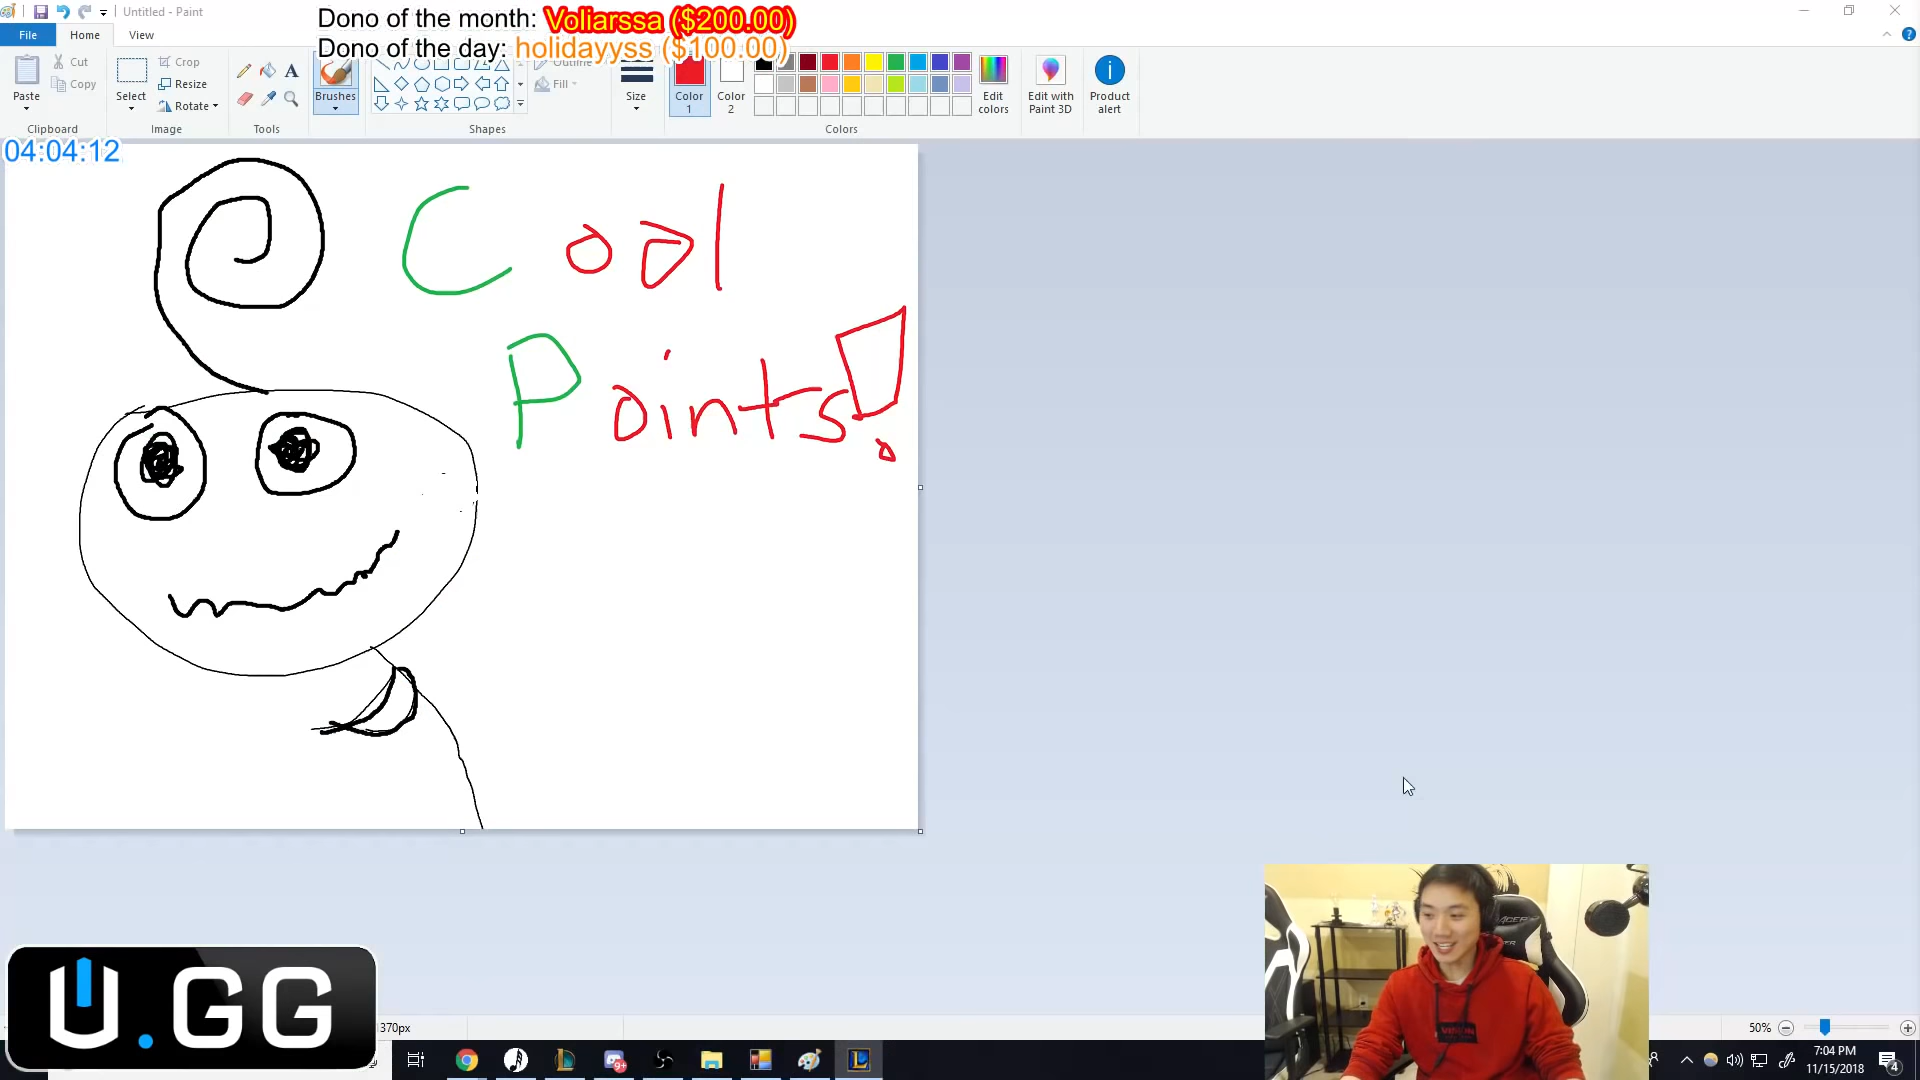 Untitled - Paint
Dono of the month: Voliarssa ($200.00)
Dono of the day: holidayyss ($100.00)
File
Home
View
Paste
Cut
Copy
Clipboard
Select
Crop
Resize
Rotate
Image
Tools
Brushes
Shapes
Outline
Fill
Size
Color 1
Color 2
Colors
Edit colors
Edit with Paint 3D
Product alert
04:04:12
Cool
Points!
U.GG
370px
50%
7:04 PM
11/15/2018
4